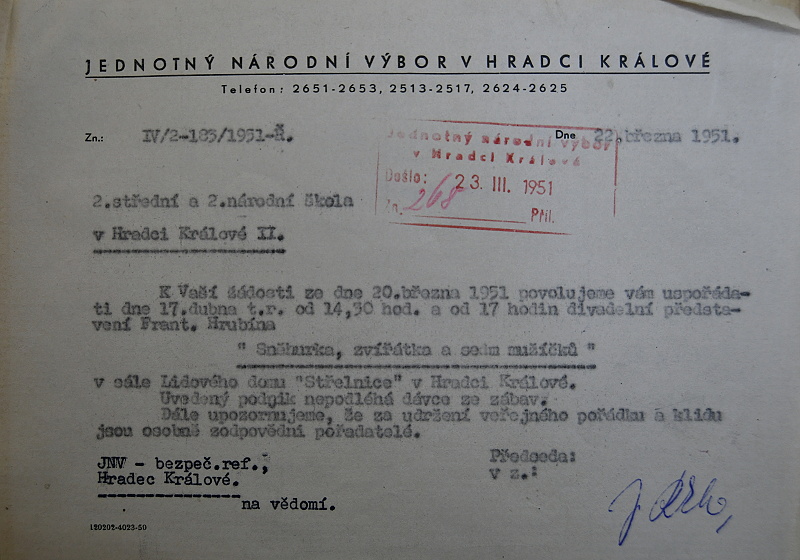 JEDNOTNÝ NÁRODNÍ VÝBOR V HRADCI KRÁLOVÉ
Telefon: 2651-2653, 2513-2517, 2624-2625
Zn.: IV/2-183/1951-Ř. Dne 22.března 1951.
Jednotný národní výbor
v Hradci Králové
Došlo: 23. III. 1951
Zn. 268 Příl.
2.střední a 2.národní škola
v Hradci Králové II.
K Vaší žádosti ze dne 20.března 1951 povolujeme vám uspořáda-
ti dne 17.dubna t.r. od 14,30 hod. a od 17 hodin divadelní předsta-
vení Frant. Hrubína
" Sněhurka, zvířátka a sedm mužíčků "
v sále Lidového domu "Střelnice" v Hradci Králové.
Uvedený podnik nepodléhá dávce ze zábav.
Dále upozorňujeme, že za udržení veřejného pořádku a klidu
jsou osobně zodpovědni pořadatelé.
JNV - bezpeč.ref.,
Hradec Králové.
na vědomí.
Předseda:
v z.:
120202-4023-50